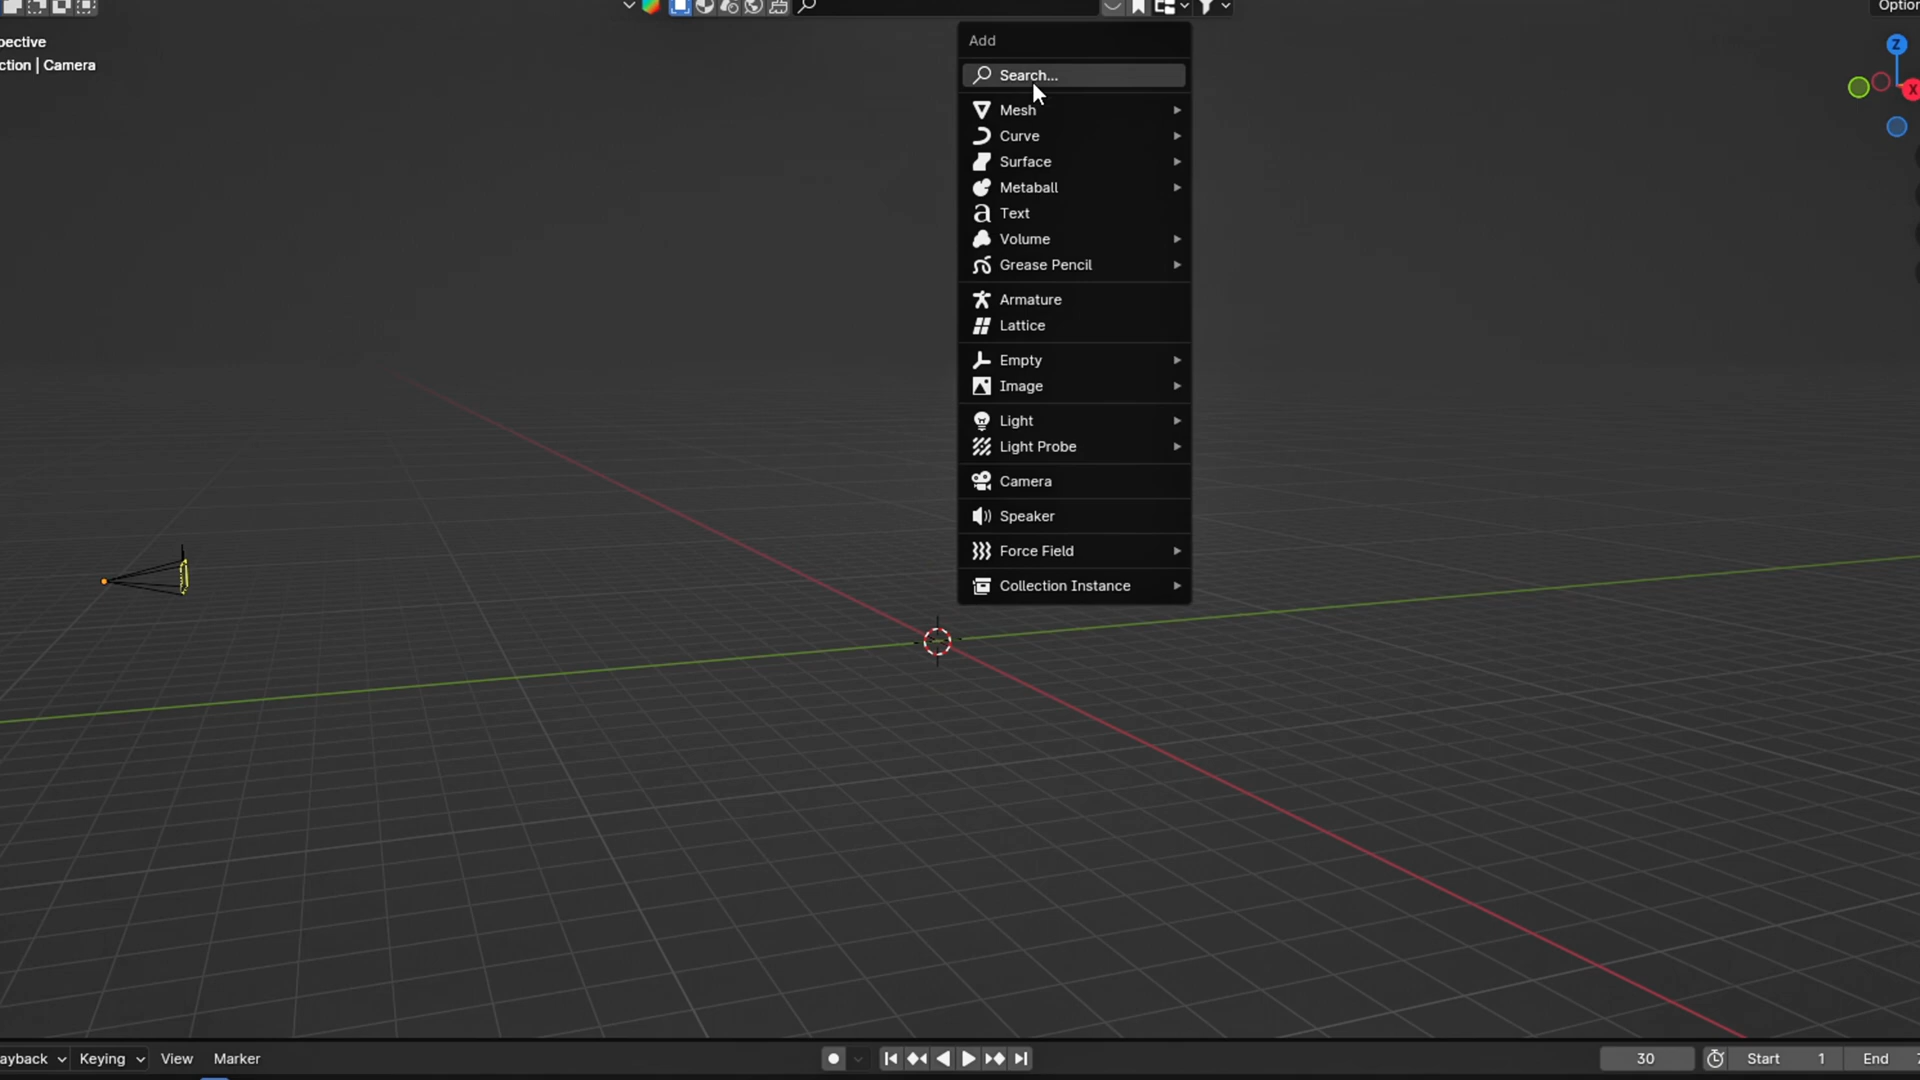 Option
pective
ction | Camera
Z
X
Add
Search...
Mesh
Curve
Surface
Metaball
Text
Volume
Grease Pencil
Armature
Lattice
Empty
Image
Light
Light Probe
Camera
Speaker
Force Field
Collection Instance
ayback Keying View Marker 30 Start 1 End